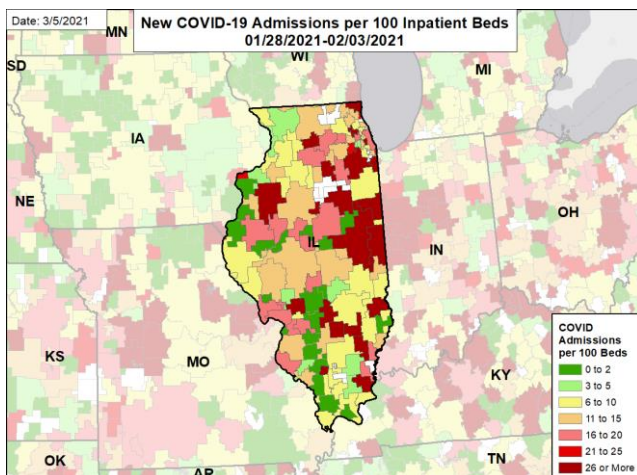 Date: 3/5/2021
New COVID-19 Admissions per 100 Inpatient Beds
01/28/2021-02/03/2021
MN
SD
WI
MI
IA
NE
OH
IL
IN
KS
MO
KY
OK
AR
TN
COVID
Admissions
per 100 Beds
0 to 2
3 to 5
6 to 10
11 to 15
16 to 20
21 to 25
26 or More